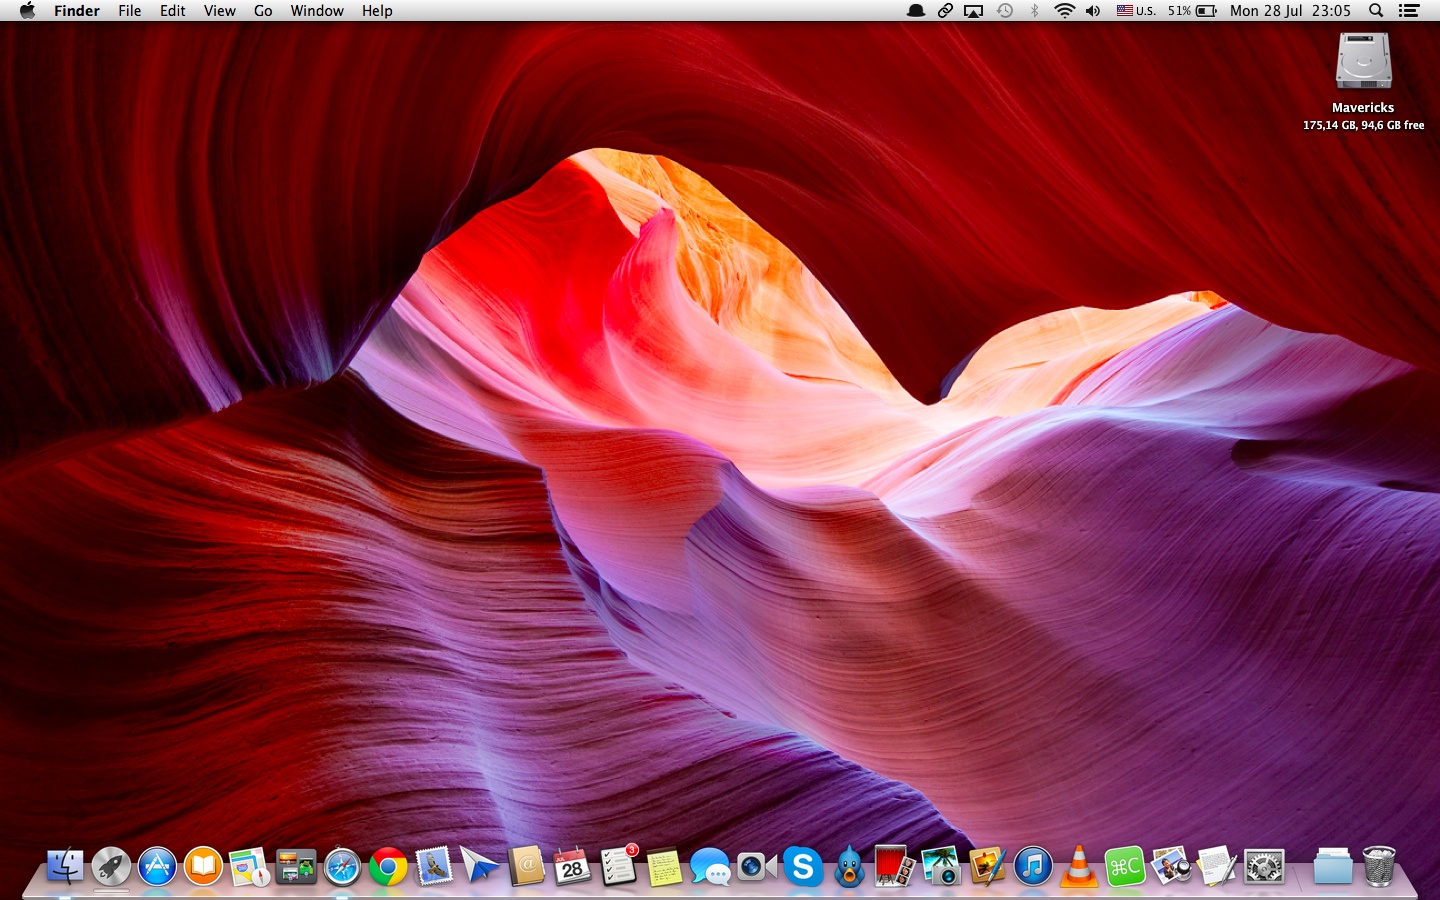 Finder File Edit View Go Window Help U.S. 51% Mon 28 Jul 23:05
Mavericks
175,14 GB, 94,6 GB free
3
28
@
S
⌘C